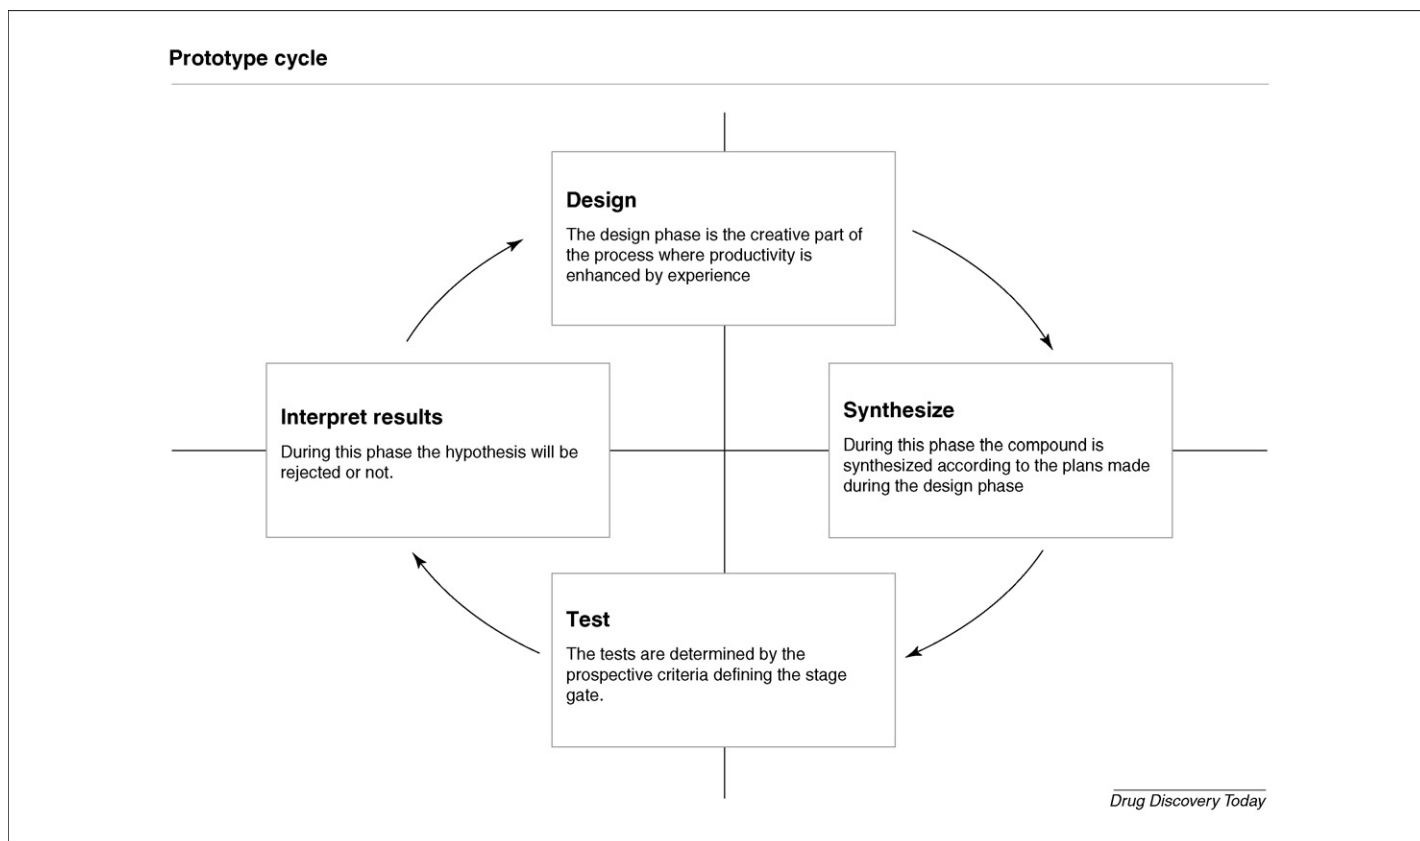 Prototype cycle
Design
The design phase is the creative part of
the process where productivity is
enhanced by experience
Interpret results
During this phase the hypothesis will be
rejected or not.
Synthesize
During this phase the compound is
synthesized according to the plans made
during the design phase
Test
The tests are determined by the
prospective criteria defining the stage
gate.
Drug Discovery Today